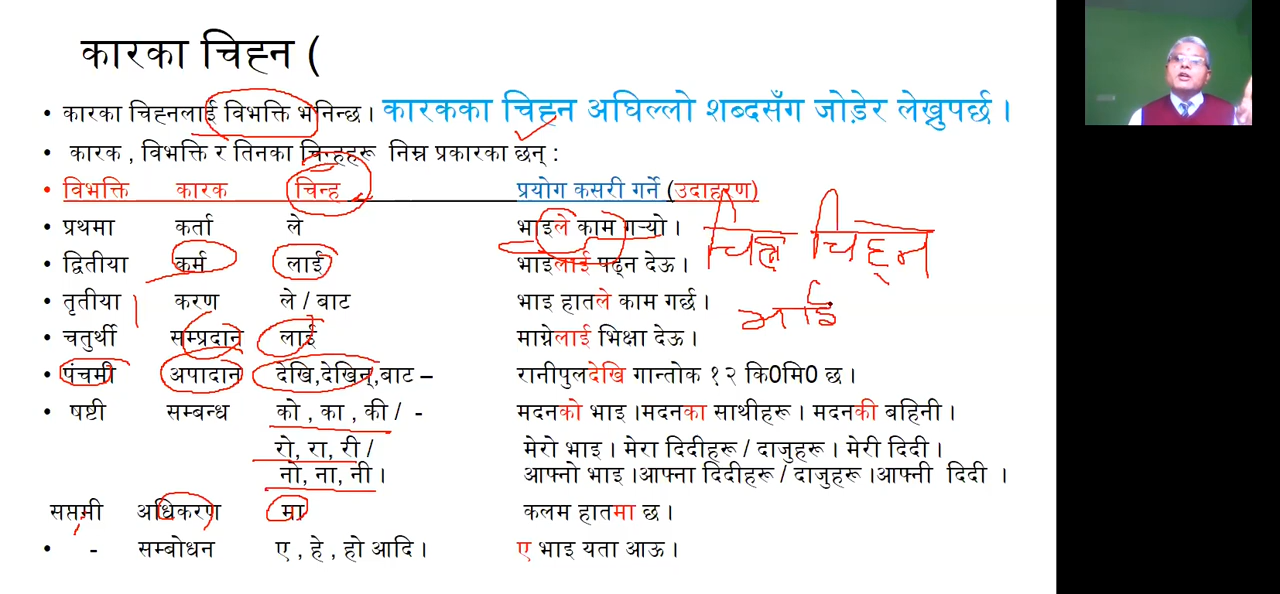 कारका चिह्न (
• कारका चिह्नलाई विभक्ति भनिन्छ। कारकका चिह्न अघिल्लो शब्दसँग जोडेर लेख्नुपर्छ।
• कारक , विभक्ति र तिनका चिन्हहरू निम्न प्रकारका छन् :
• विभक्ति कारक चिन्ह प्रयोग कसरी गर्ने (उदाहरण)
• प्रथमा कर्ता ले भाइले काम गऱ्यो।
• द्वितीया कर्म लाई भाइलाई पढ्न देऊ।
• तृतीया करण ले / बाट भाइ हातले काम गर्छ।
• चतुर्थी सम्प्रदान लाई माग्नेलाई भिक्षा देऊ।
• पंचमी अपादान देखि,देखिन्,बाट – रानीपुलदेखि गान्तोक १२ कि0मि0 छ।
• षष्टी सम्बन्ध को , का , की / - मदनको भाइ।मदनका साथीहरू। मदनकी बहिनी।
रो, रा, री / मेरो भाइ। मेरा दिदीहरू / दाजुहरू। मेरी दिदी।
नो, ना, नी। आफ्नो भाइ।आफ्ना दिदीहरू / दाजुहरू।आफ्नी दिदी ।
सप्तमी अधिकरण मा कलम हातमा छ।
• - सम्बोधन ए , हे , हो आदि। ए भाइ यता आऊ।
चिह्न चिह्‌न